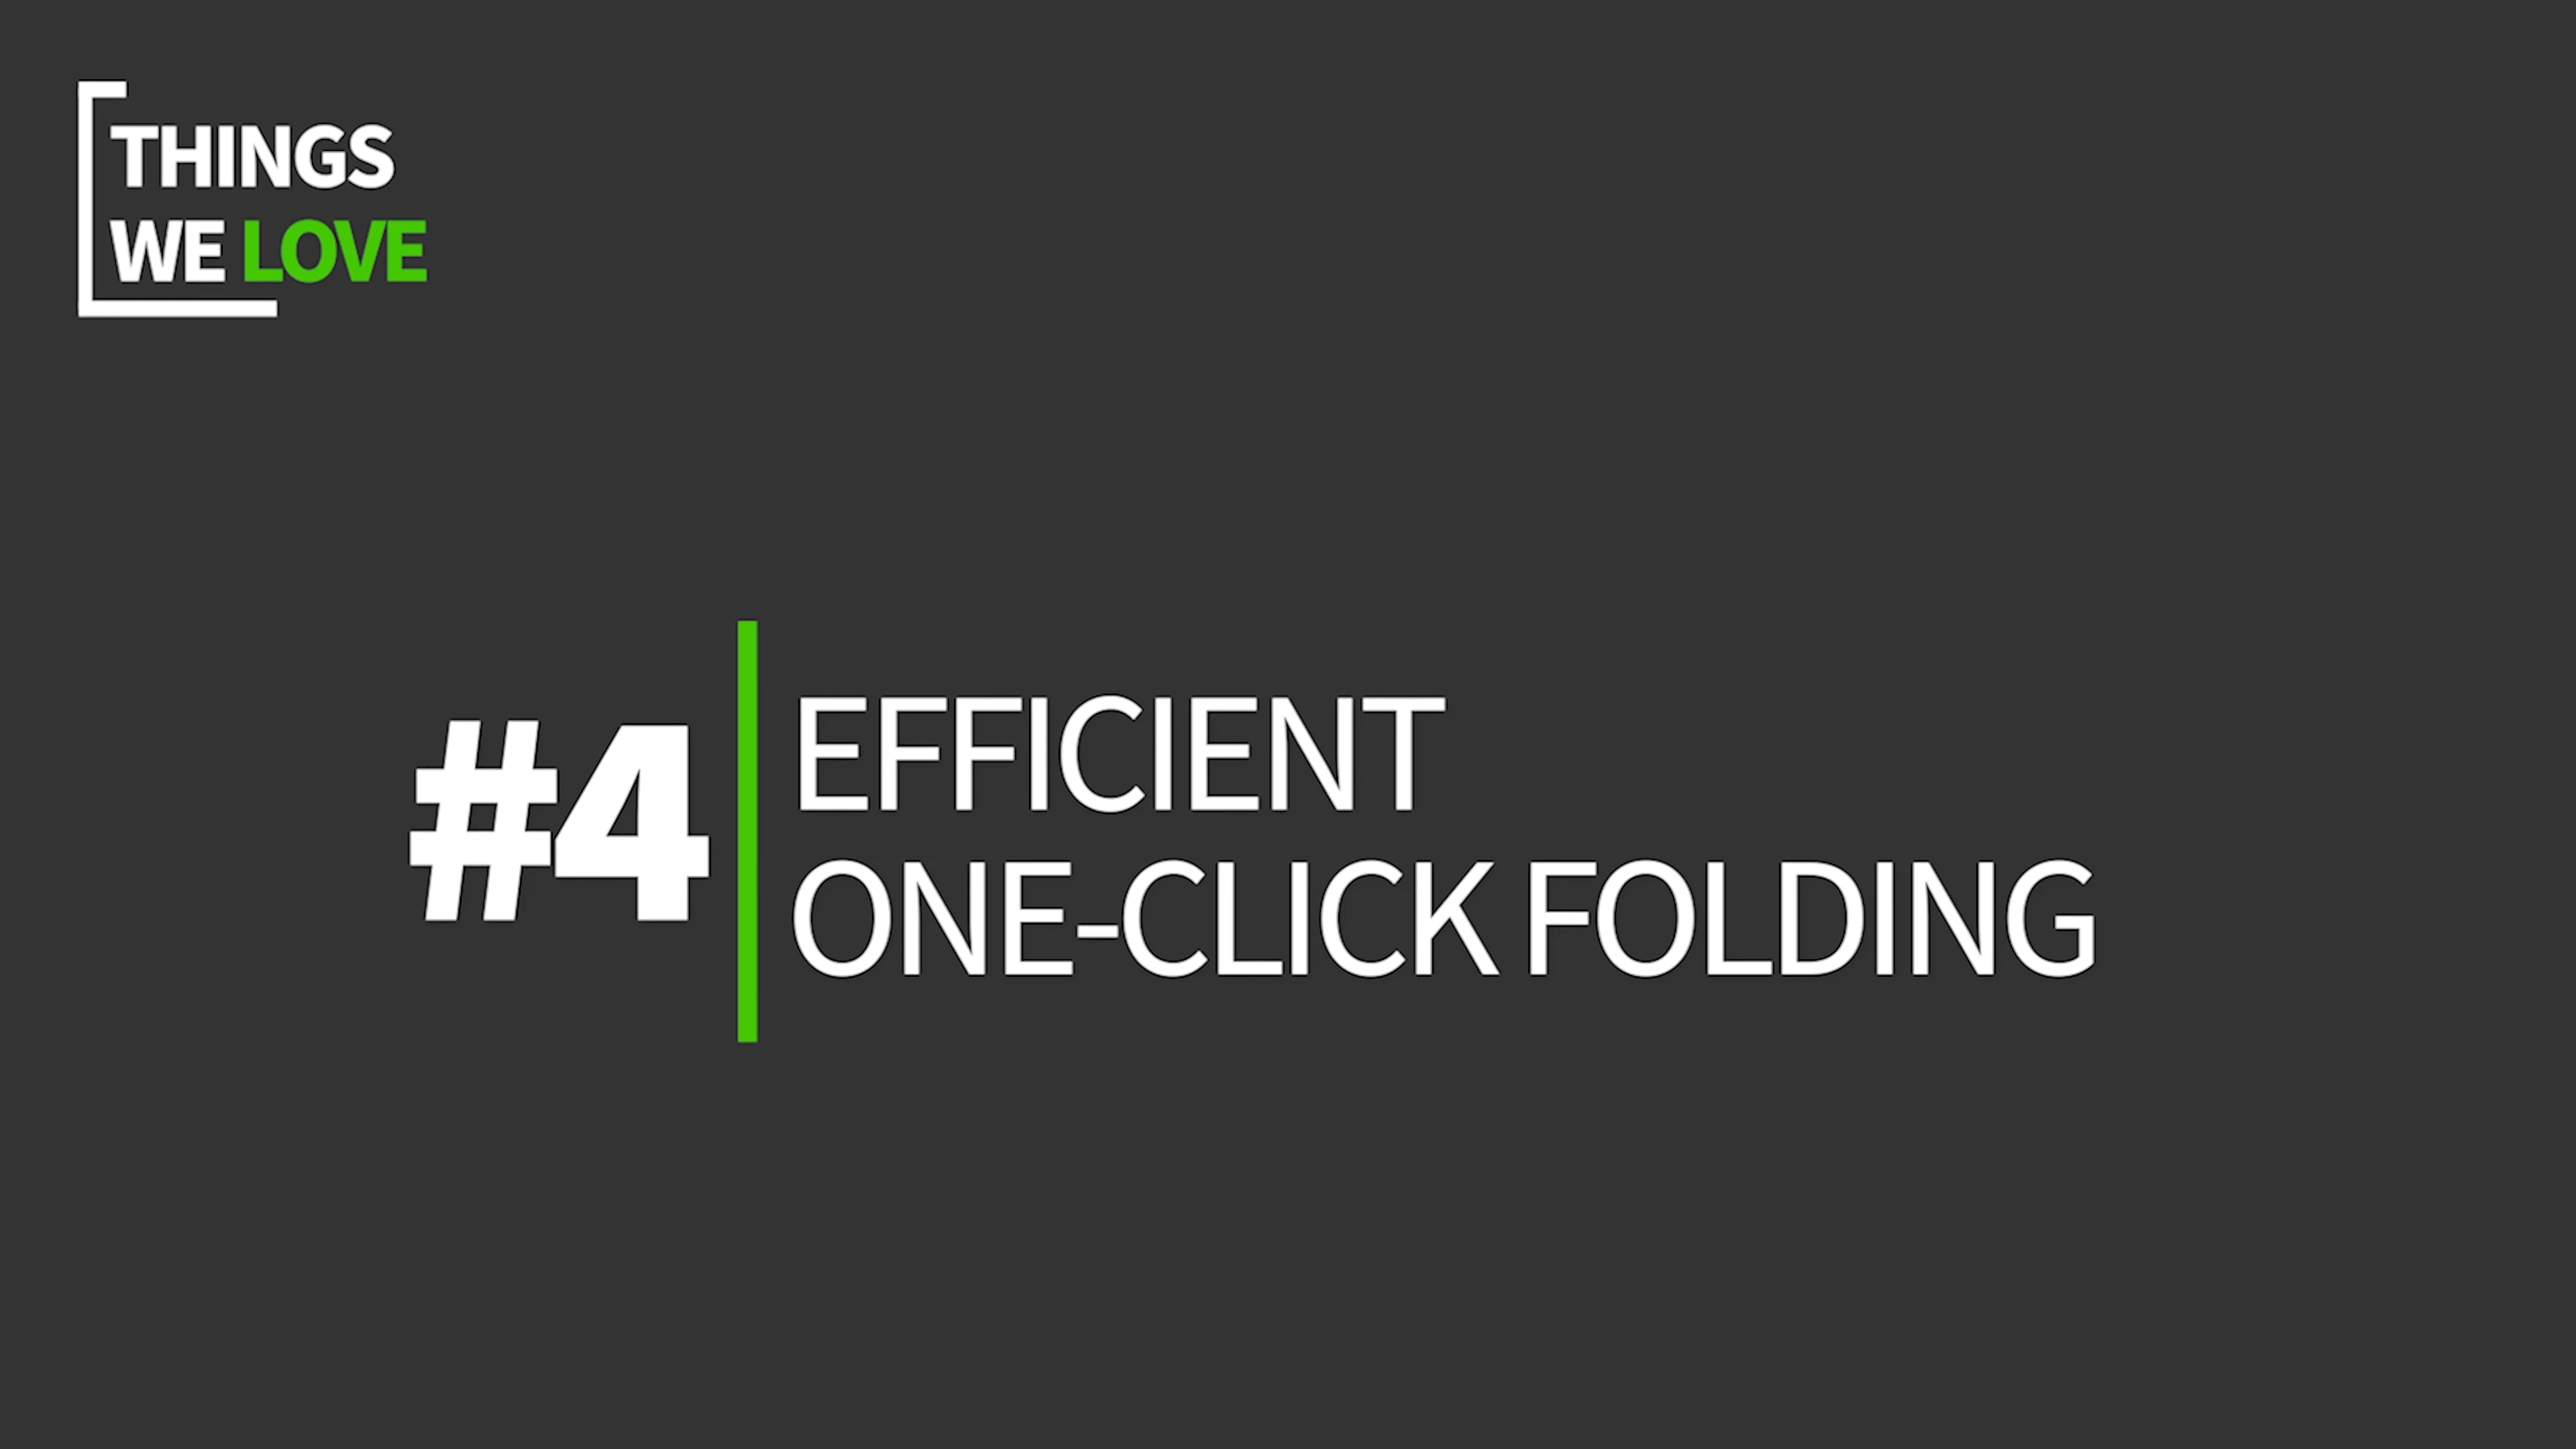 THINGS
WE LOVE
#4
EFFICIENT
ONE-CLICK FOLDING